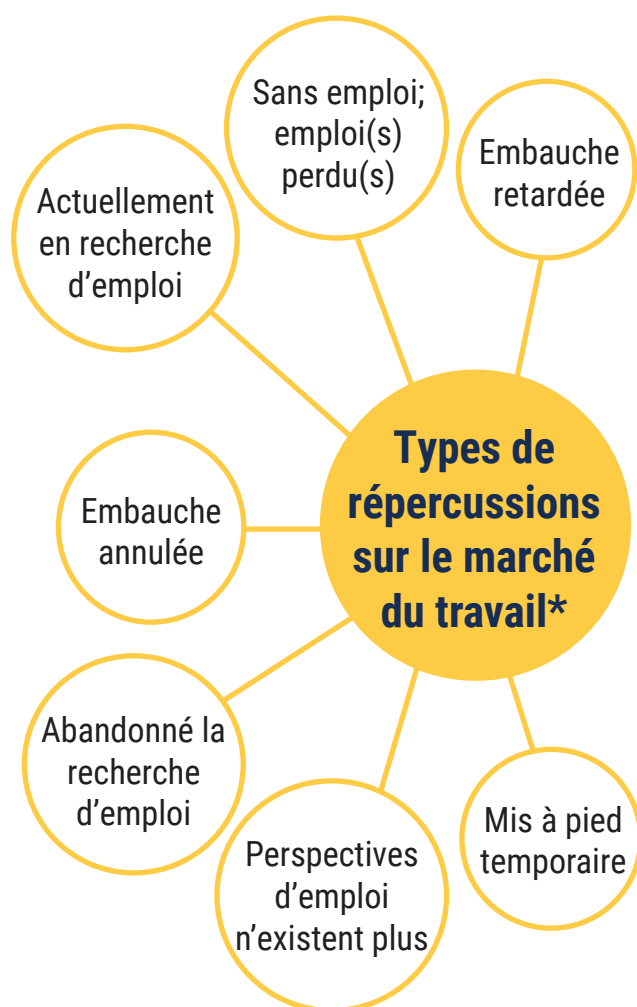 Sans emploi;
emploi(s)
perdu(s)
Embauche
retardée
Actuellement
en recherche
d'emploi
Types de
répercussions
sur le marché
du travail*
Embauche
annulée
Abandonné la
recherche
d'emploi
Perspectives
d'emploi
n'existent plus
Mis à pied
temporaire